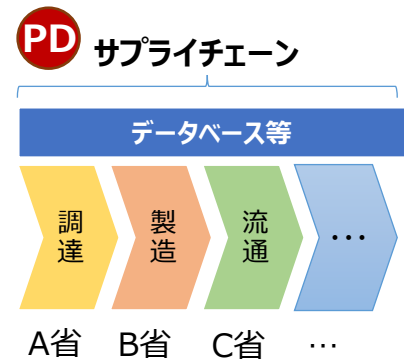 PD サプライチェーン
データベース等
調達 製造 流通 …
A省 B省 C省 …